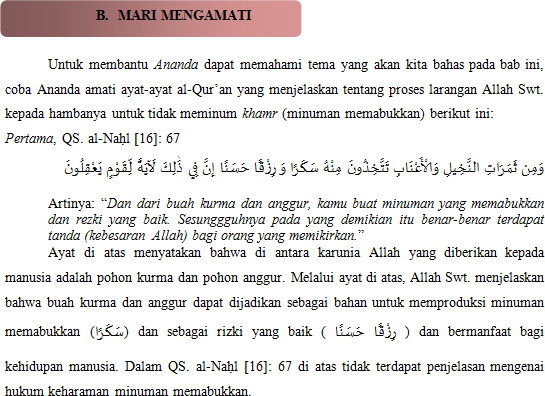 B. MARI MENGAMATI
Untuk membantu Ananda dapat memahami tema yang akan kita bahas pada bab ini,
coba Ananda amati ayat-ayat al-Qur’an yang menjelaskan tentang proses larangan Allah Swt.
kepada hambanya untuk tidak meminum khamr (minuman memabukkan) berikut ini:
Pertama, QS. al-Naḥl [16]: 67
وَمِن ثَمَرَاتِ النَّخِيلِ وَالْأَعْنَابِ تَتَّخِذُونَ مِنْهُ سَكَرًا وَرِزْقًا حَسَنًا إِنَّ فِي ذَٰلِكَ لَآيَةً لِّقَوْمٍ يَعْقِلُونَ
Artinya: “Dan dari buah kurma dan anggur, kamu buat minuman yang memabukkan
dan rezki yang baik. Sesungggguhnya pada yang demikian itu benar-benar terdapat
tanda (kebesaran Allah) bagi orang yang memikirkan.”
Ayat di atas menyatakan bahwa di antara karunia Allah yang diberikan kepada
manusia adalah pohon kurma dan pohon anggur. Melalui ayat di atas, Allah Swt. menjelaskan
bahwa buah kurma dan anggur dapat dijadikan sebagai bahan untuk memproduksi minuman
memabukkan (سَكَرًا) dan sebagai rizki yang baik ( رِزْقًا حَسَنًا ) dan bermanfaat bagi
kehidupan manusia. Dalam QS. al-Naḥl [16]: 67 di atas tidak terdapat penjelasan mengenai
hukum keharaman minuman memabukkan.